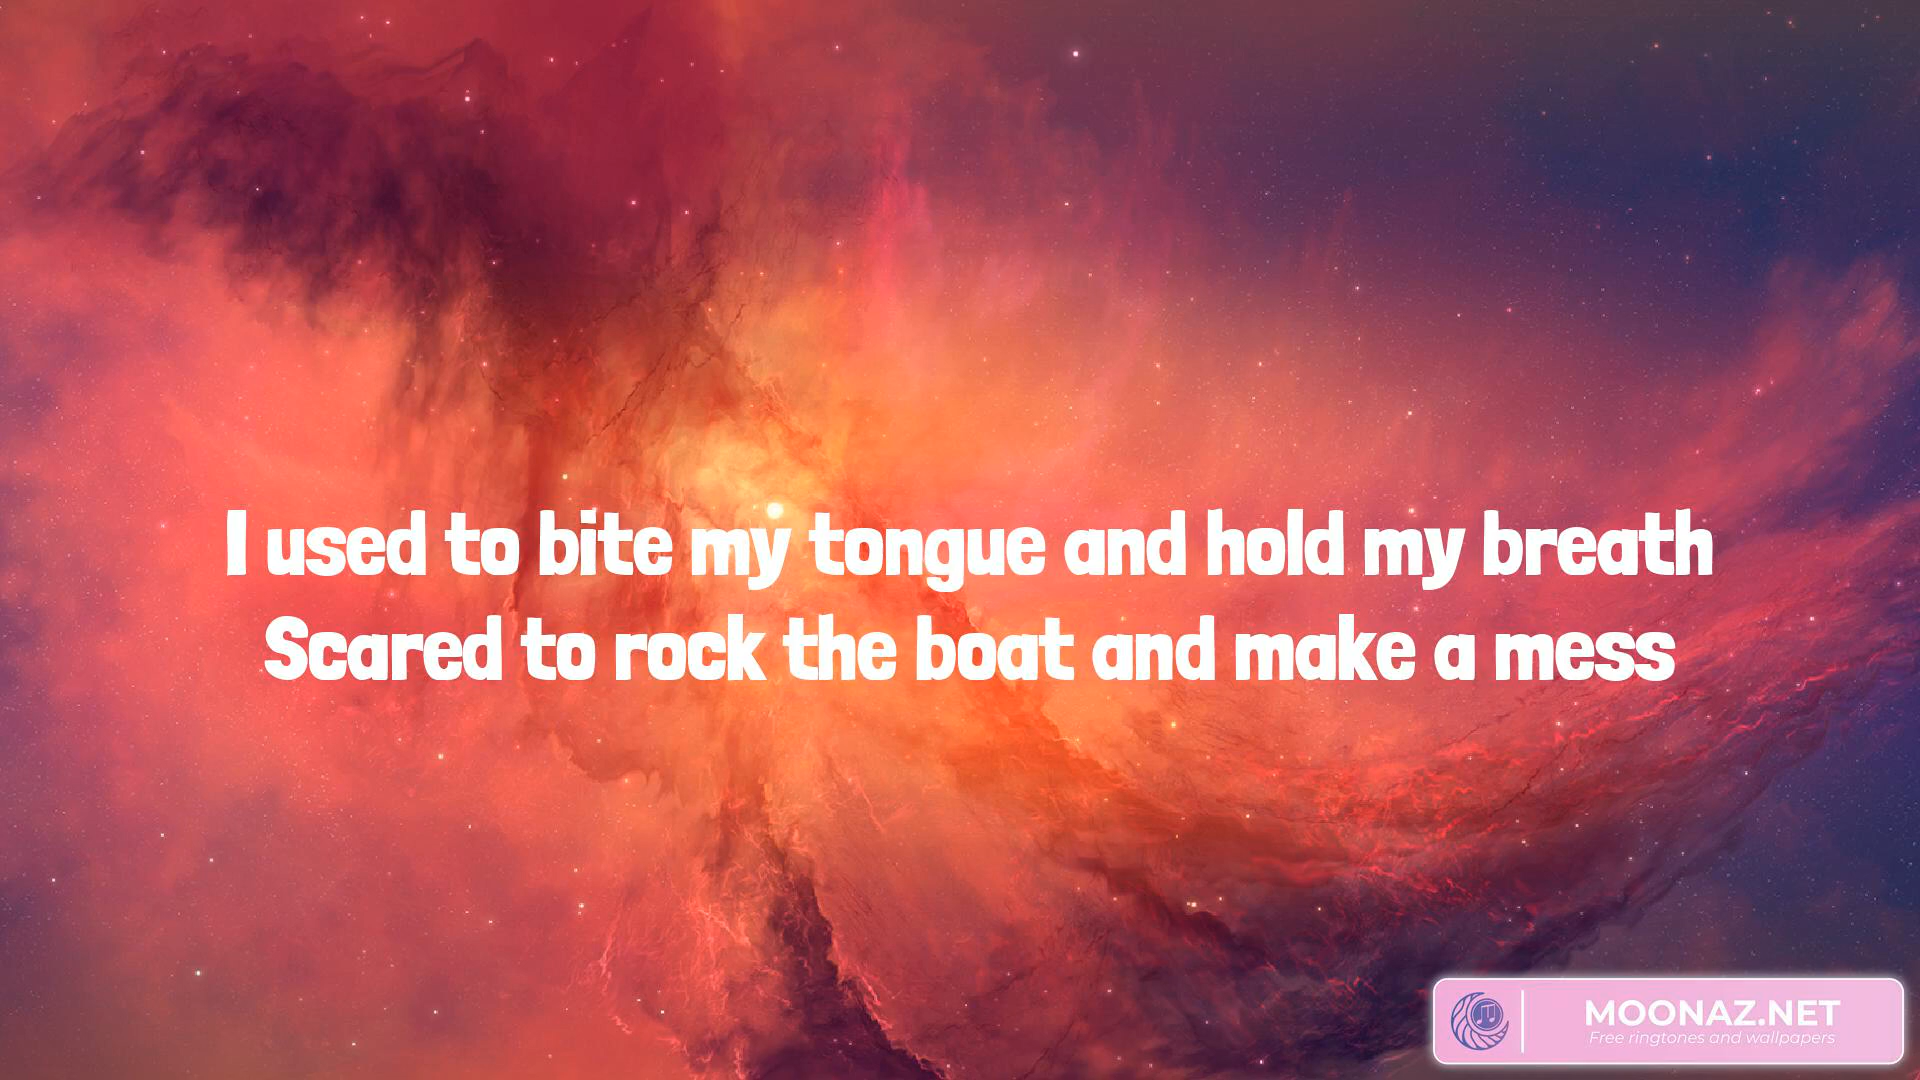 I used to bite my tongue and hold my breath
Scared to rock the boat and make a mess
MOONAZ.NET
Free ringtones and wallpapers